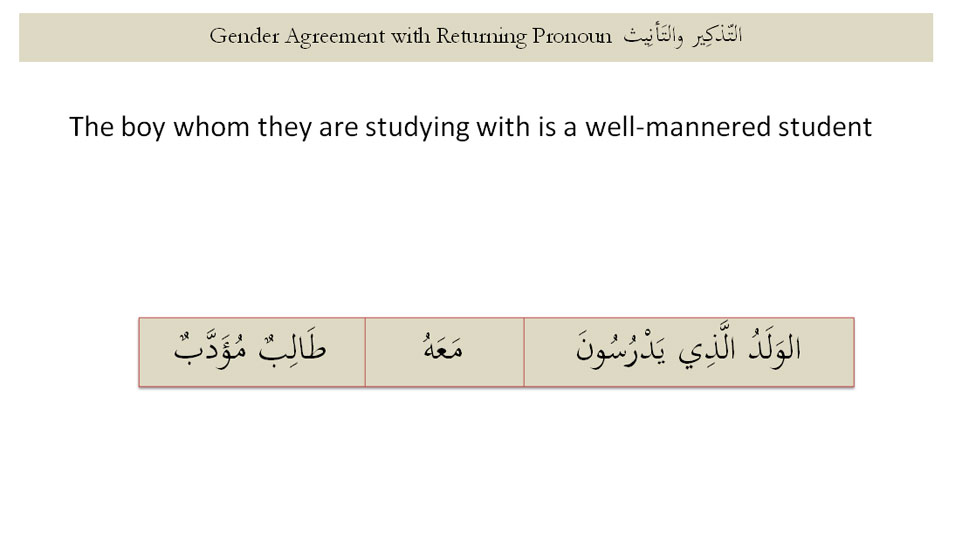 Gender Agreement with Returning Pronoun التّذكِير والتَأنِيث
The boy whom they are studying with is a well-mannered student
الوَلَدُ الَّذِي يَدْرُسُونَ مَعَهُ طَالِبٌ مُؤَدَّبٌ